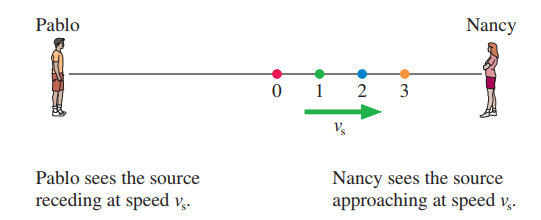 Pablo
Nancy
0 1 2 3
vs
Pablo sees the source
receding at speed vs.
Nancy sees the source
approaching at speed vs.